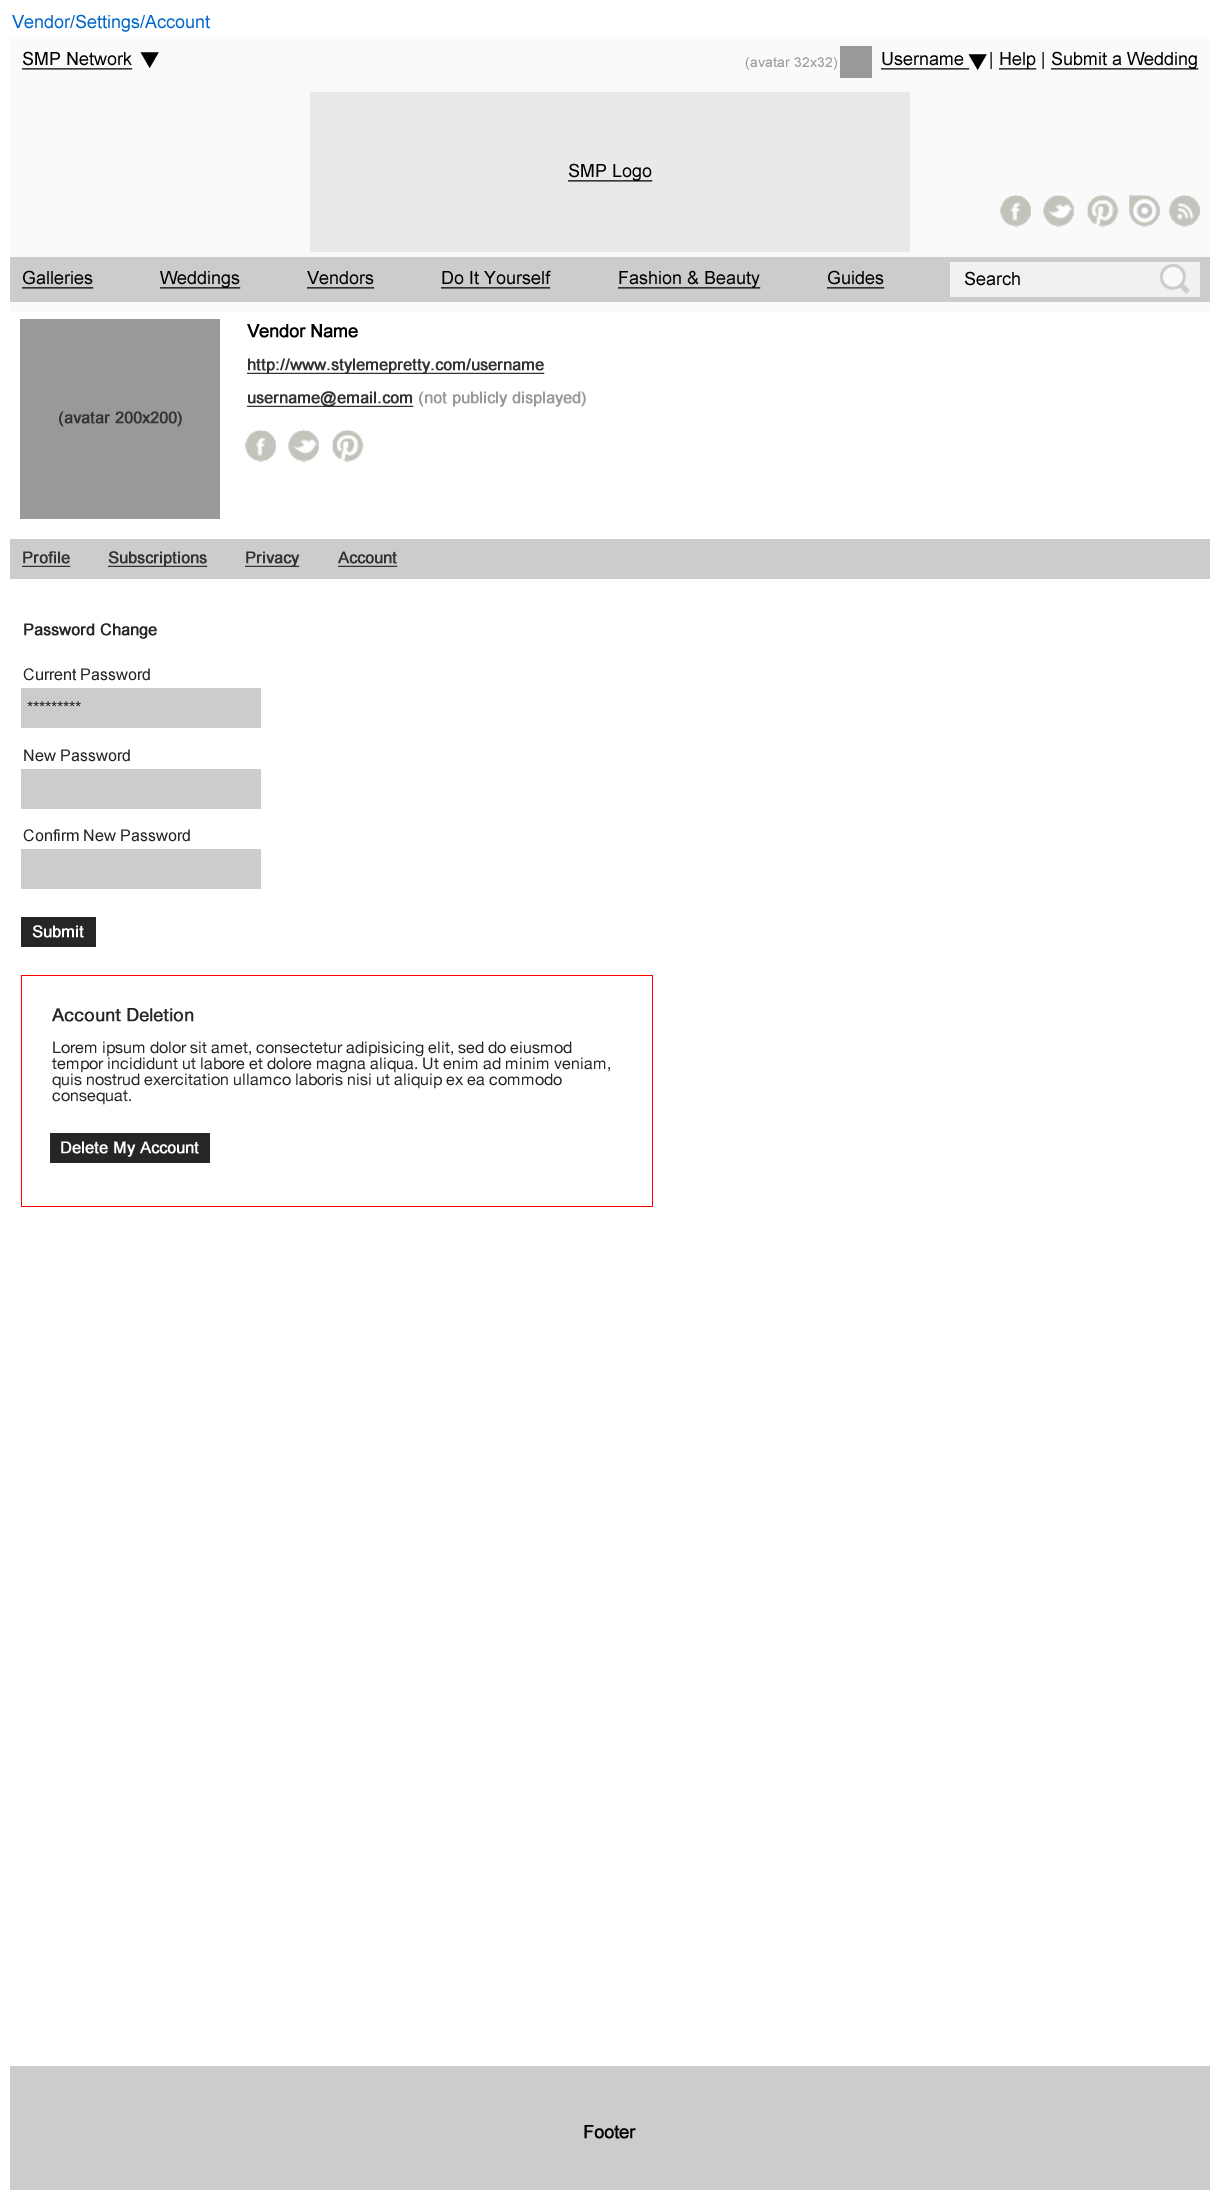 Vendor/Settings/Account
SMP Network
(avatar 32x32) Username | Help | Submit a Wedding
SMP Logo
Galleries Weddings Vendors Do It Yourself Fashion & Beauty Guides Search
(avatar 200x200)
Vendor Name
http://www.stylemepretty.com/username
username@email.com (not publicly displayed)
Profile Subscriptions Privacy Account
Password Change
Current Password
*********
New Password
Confirm New Password
Submit
Account Deletion
Lorem ipsum dolor sit amet, consectetur adipisicing elit, sed do eiusmod
tempor incididunt ut labore et dolore magna aliqua. Ut enim ad minim veniam,
quis nostrud exercitation ullamco laboris nisi ut aliquip ex ea commodo
consequat.
Delete My Account
Footer